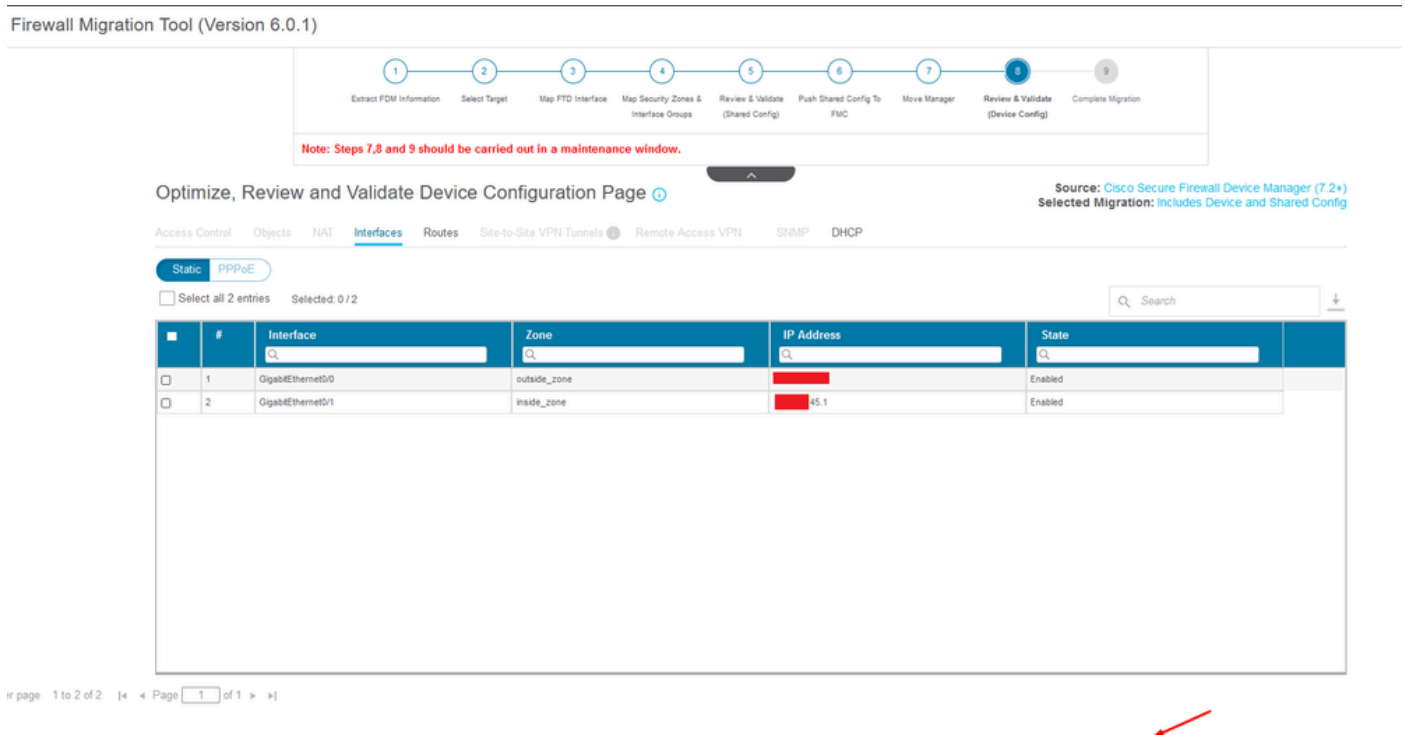 Firewall Migration Tool (Version 6.0.1)
1 2 3 4 5 6 7 8 9
Extract FDM Information Select Target Map FTD Interface Map Security Zones & Review & Validate Push Shared Config To Move Manager Review & Validate Complete Migration
Interface Groups (Shared Config) FMC (Device Config)
Note: Steps 7,8 and 9 should be carried out in a maintenance window.
Optimize, Review and Validate Device Configuration Page
Source: Cisco Secure Firewall Device Manager (7.2+)
Selected Migration: Includes Device and Shared Config
Access Control Objects NAT Interfaces Routes Site-to-Site VPN Tunnels Remote Access VPN SNMP DHCP
Static PPPoE
Select all 2 entries Selected: 0 / 2 Search
# Interface Zone IP Address State
1 GigabitEthernet0/0 outside_zone Enabled
2 GigabitEthernet0/1 inside_zone 45.1 Enabled
page 1 to 2 of 2 Page 1 of 1